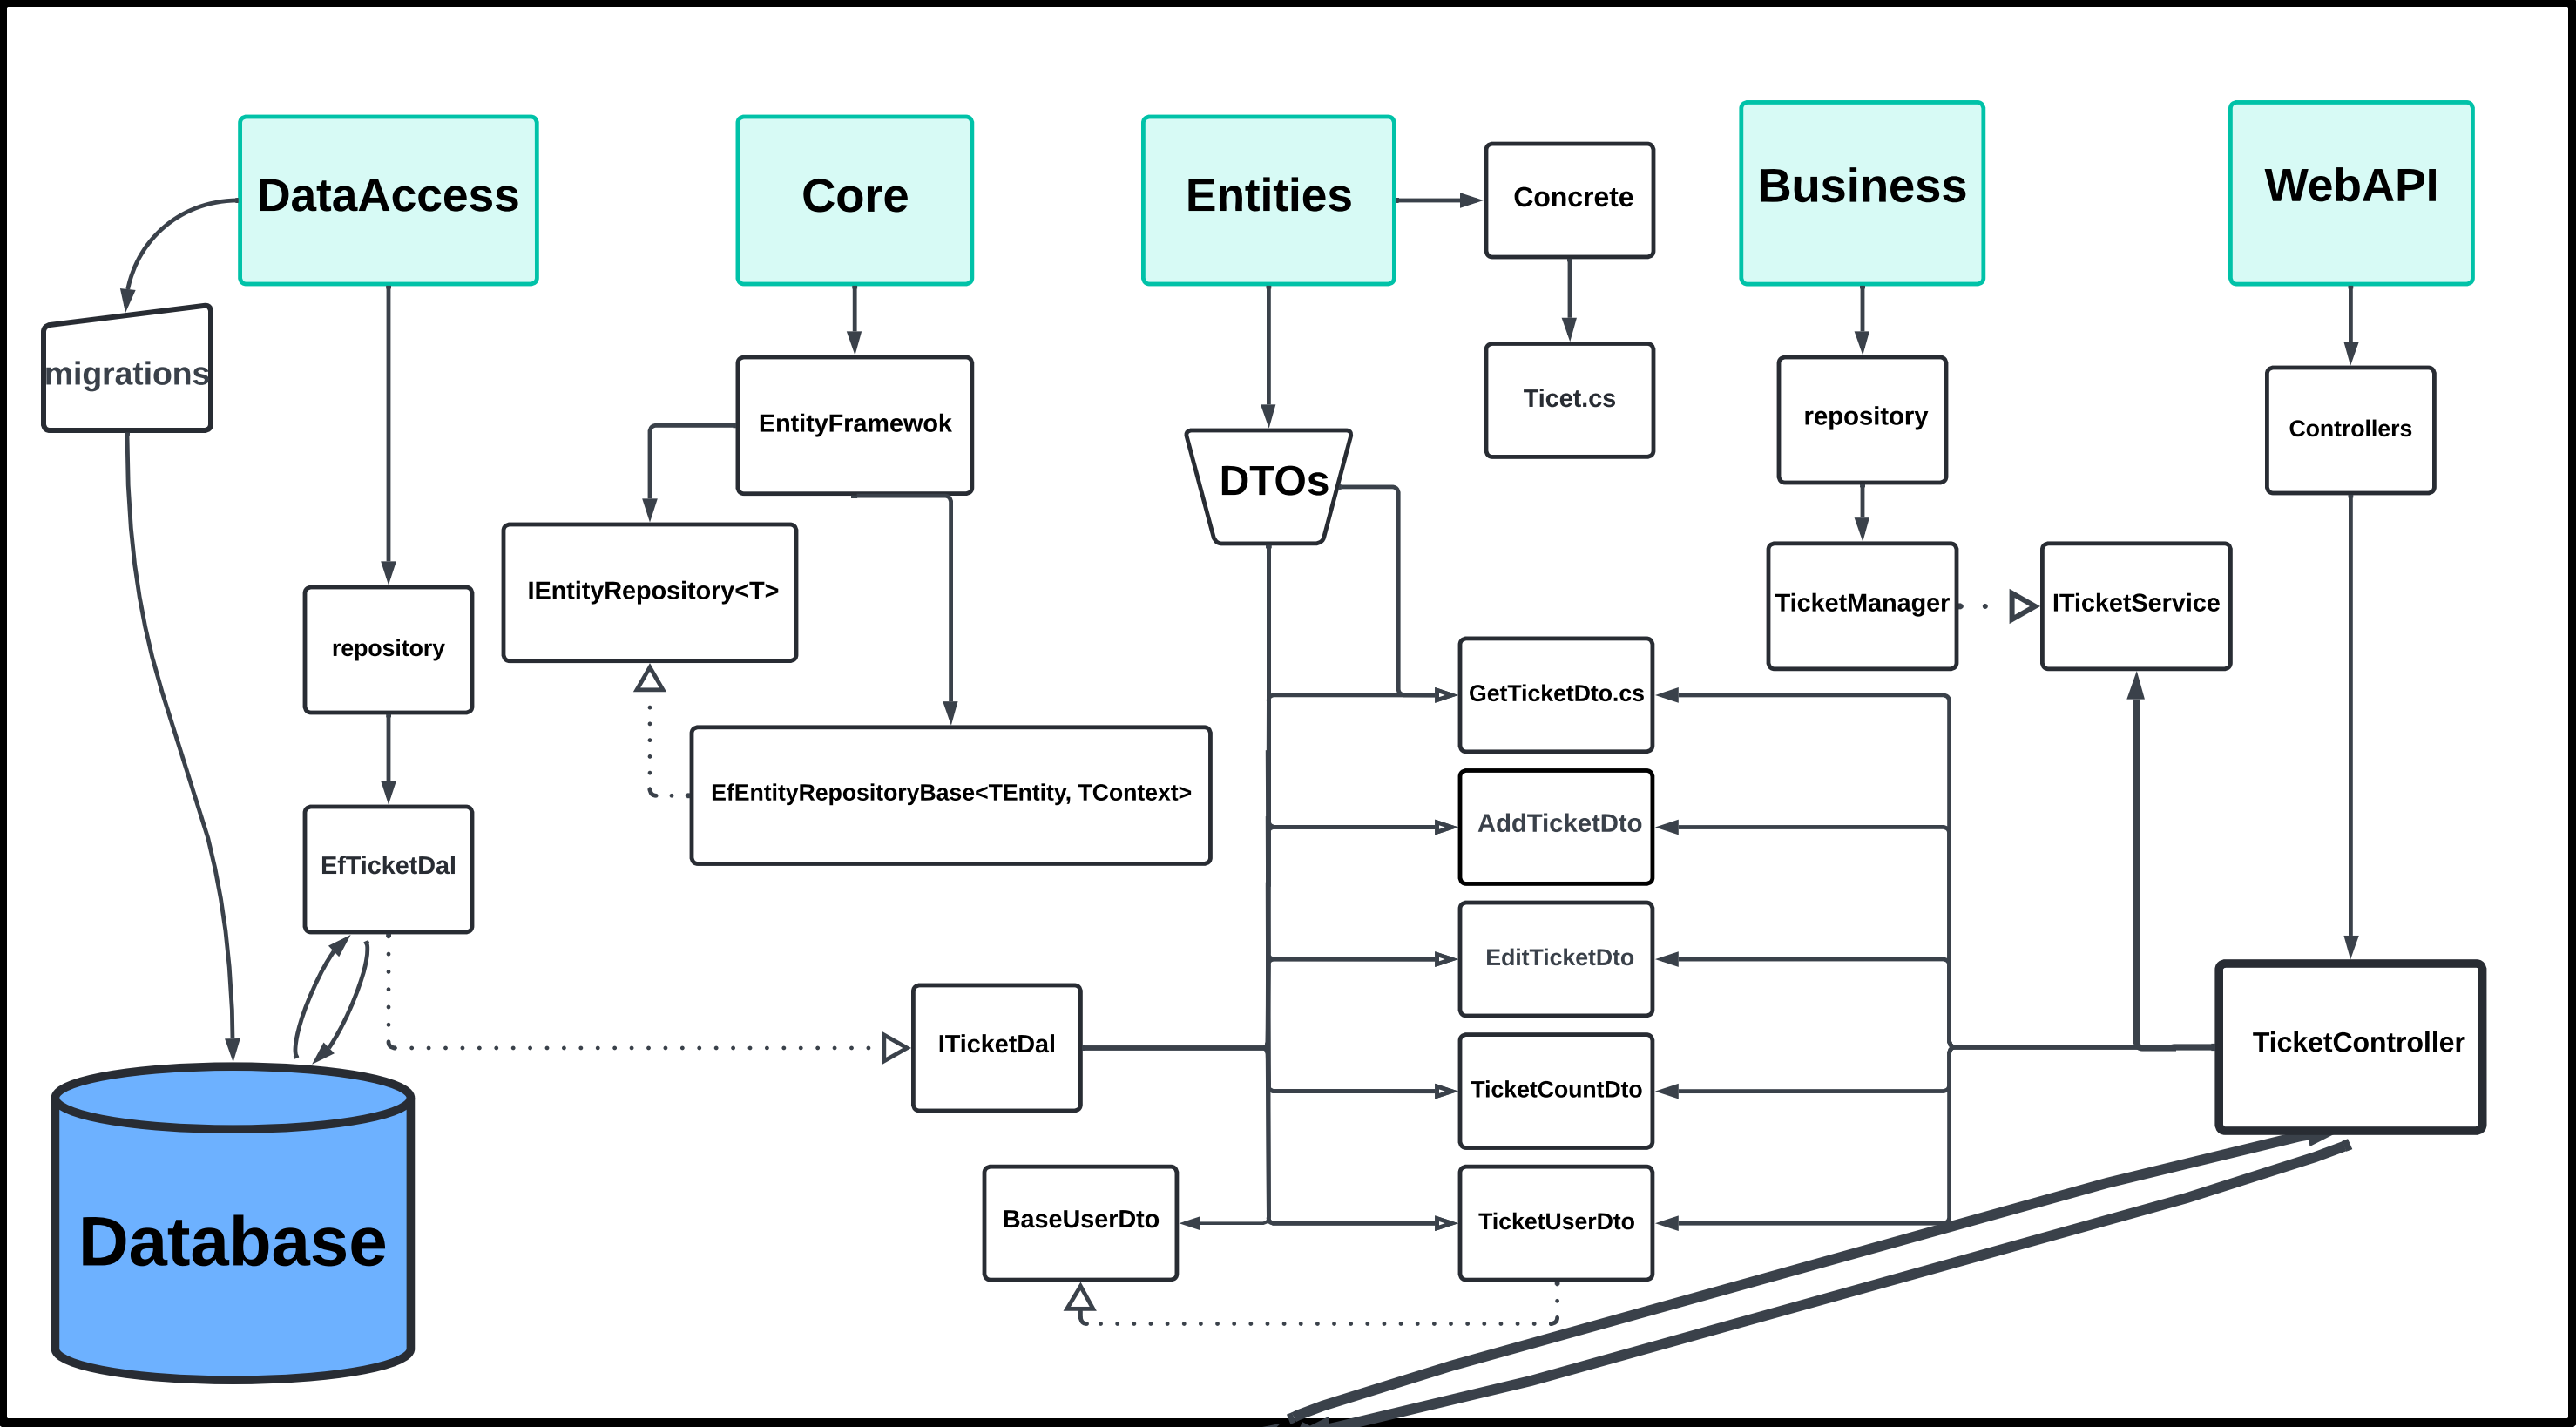 DataAccess
Core
Entities
Concrete
Business
WebAPI
migrations
EntityFramewok
Ticet.cs
repository
Controllers
DTOs
IEntityRepository<T>
TicketManager
ITicketService
repository
GetTicketDto.cs
EfEntityRepositoryBase<TEntity, TContext>
AddTicketDto
EfTicketDal
EditTicketDto
ITicketDal
TicketController
TicketCountDto
BaseUserDto
TicketUserDto
Database